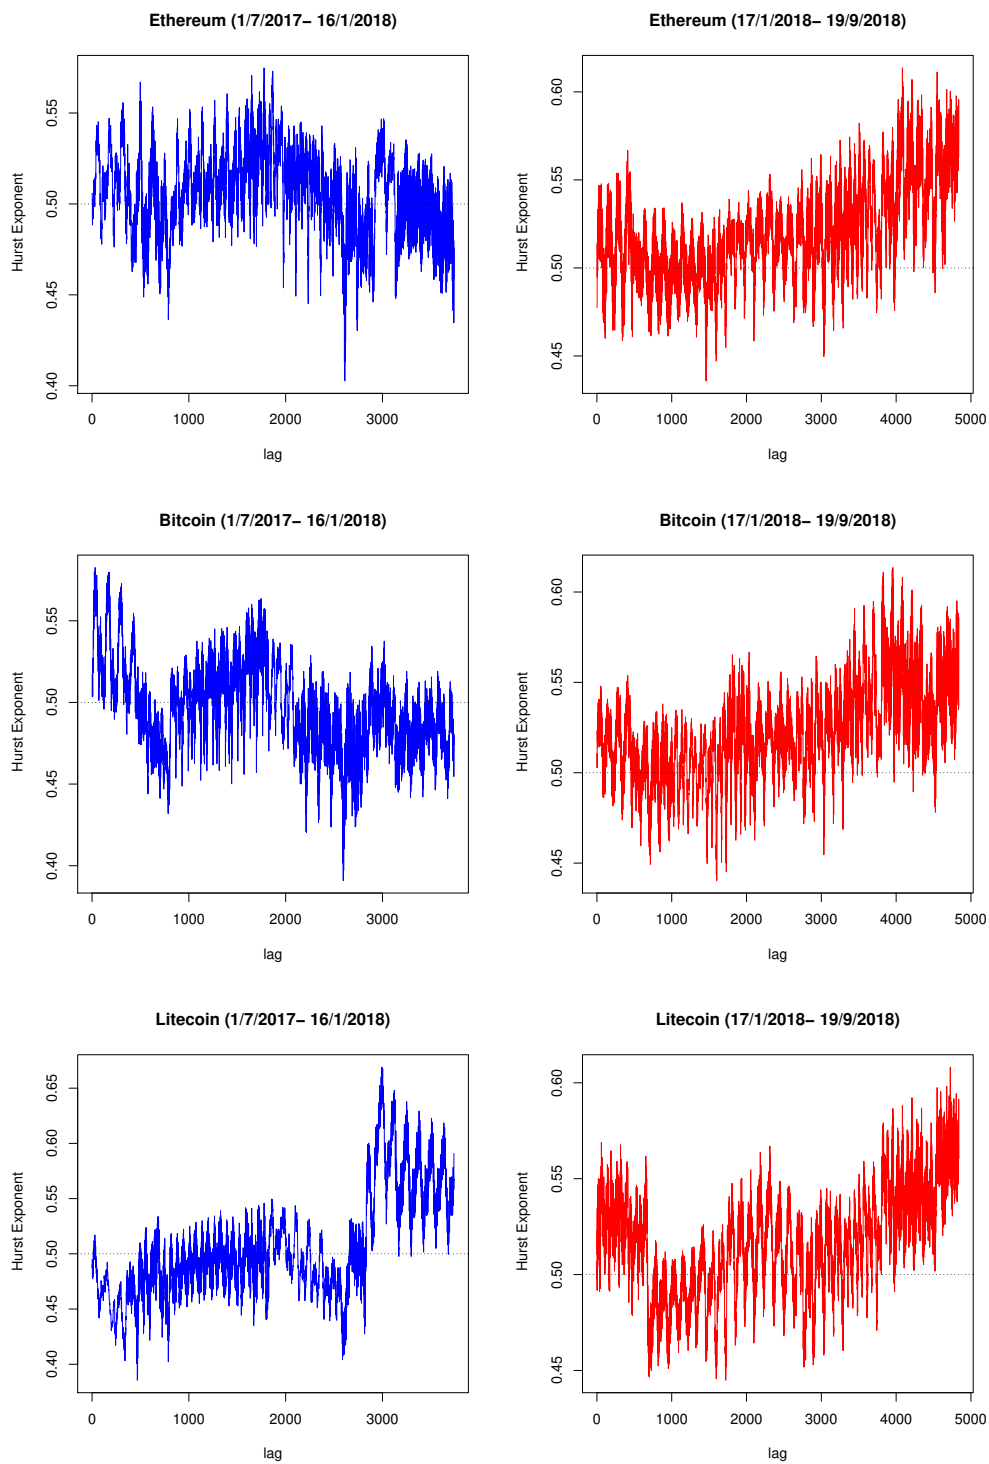 Ethereum (1/7/2017− 16/1/2018)
Hurst Exponent
0.40 0.45 0.50 0.55
0 1000 2000 3000
lag
Ethereum (17/1/2018− 19/9/2018)
Hurst Exponent
0.45 0.50 0.55 0.60
0 1000 2000 3000 4000 5000
lag
Bitcoin (1/7/2017− 16/1/2018)
Hurst Exponent
0.40 0.45 0.50 0.55
0 1000 2000 3000
lag
Bitcoin (17/1/2018− 19/9/2018)
Hurst Exponent
0.45 0.50 0.55 0.60
0 1000 2000 3000 4000 5000
lag
Litecoin (1/7/2017− 16/1/2018)
Hurst Exponent
0.40 0.45 0.50 0.55 0.60 0.65
0 1000 2000 3000
lag
Litecoin (17/1/2018− 19/9/2018)
Hurst Exponent
0.45 0.50 0.55 0.60
0 1000 2000 3000 4000 5000
lag